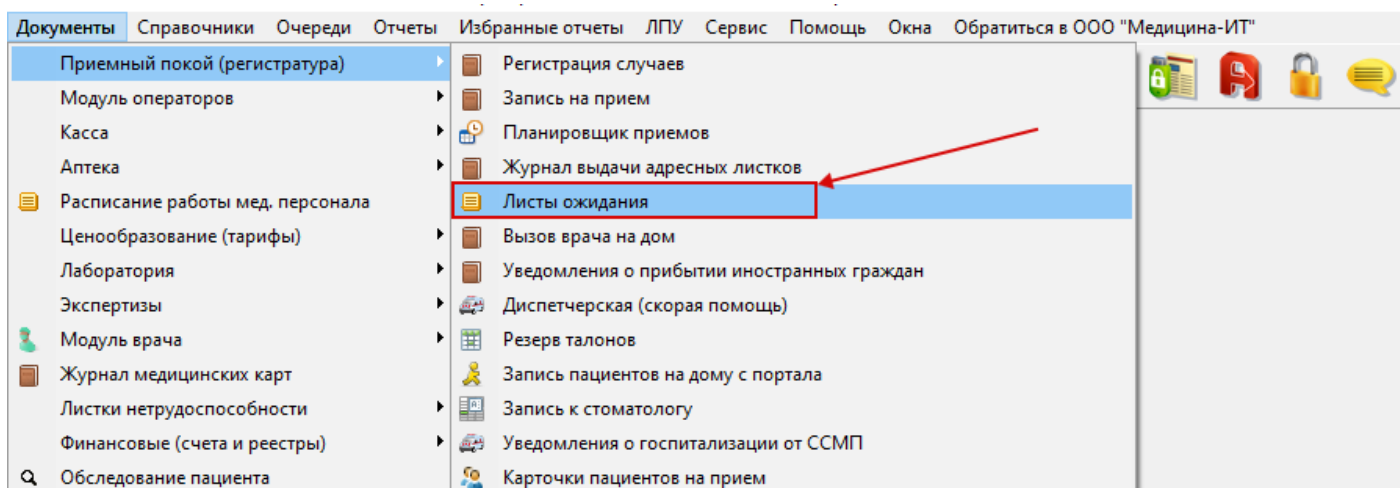 Документы Справочники Очереди Отчеты Избранные отчеты ЛПУ Сервис Помощь Окна Обратиться в ООО "Медицина-ИТ"
Приемный покой (регистратура)
Модуль операторов
Касса
Аптека
Расписание работы мед. персонала
Ценообразование (тарифы)
Лаборатория
Экспертизы
Модуль врача
Журнал медицинских карт
Листки нетрудоспособности
Финансовые (счета и реестры)
Обследование пациента
Регистрация случаев
Запись на прием
Планировщик приемов
Журнал выдачи адресных листков
Листы ожидания
Вызов врача на дом
Уведомления о прибытии иностранных граждан
Диспетчерская (скорая помощь)
Резерв талонов
Запись пациентов на дому с портала
Запись к стоматологу
Уведомления о госпитализации от ССМП
Карточки пациентов на прием